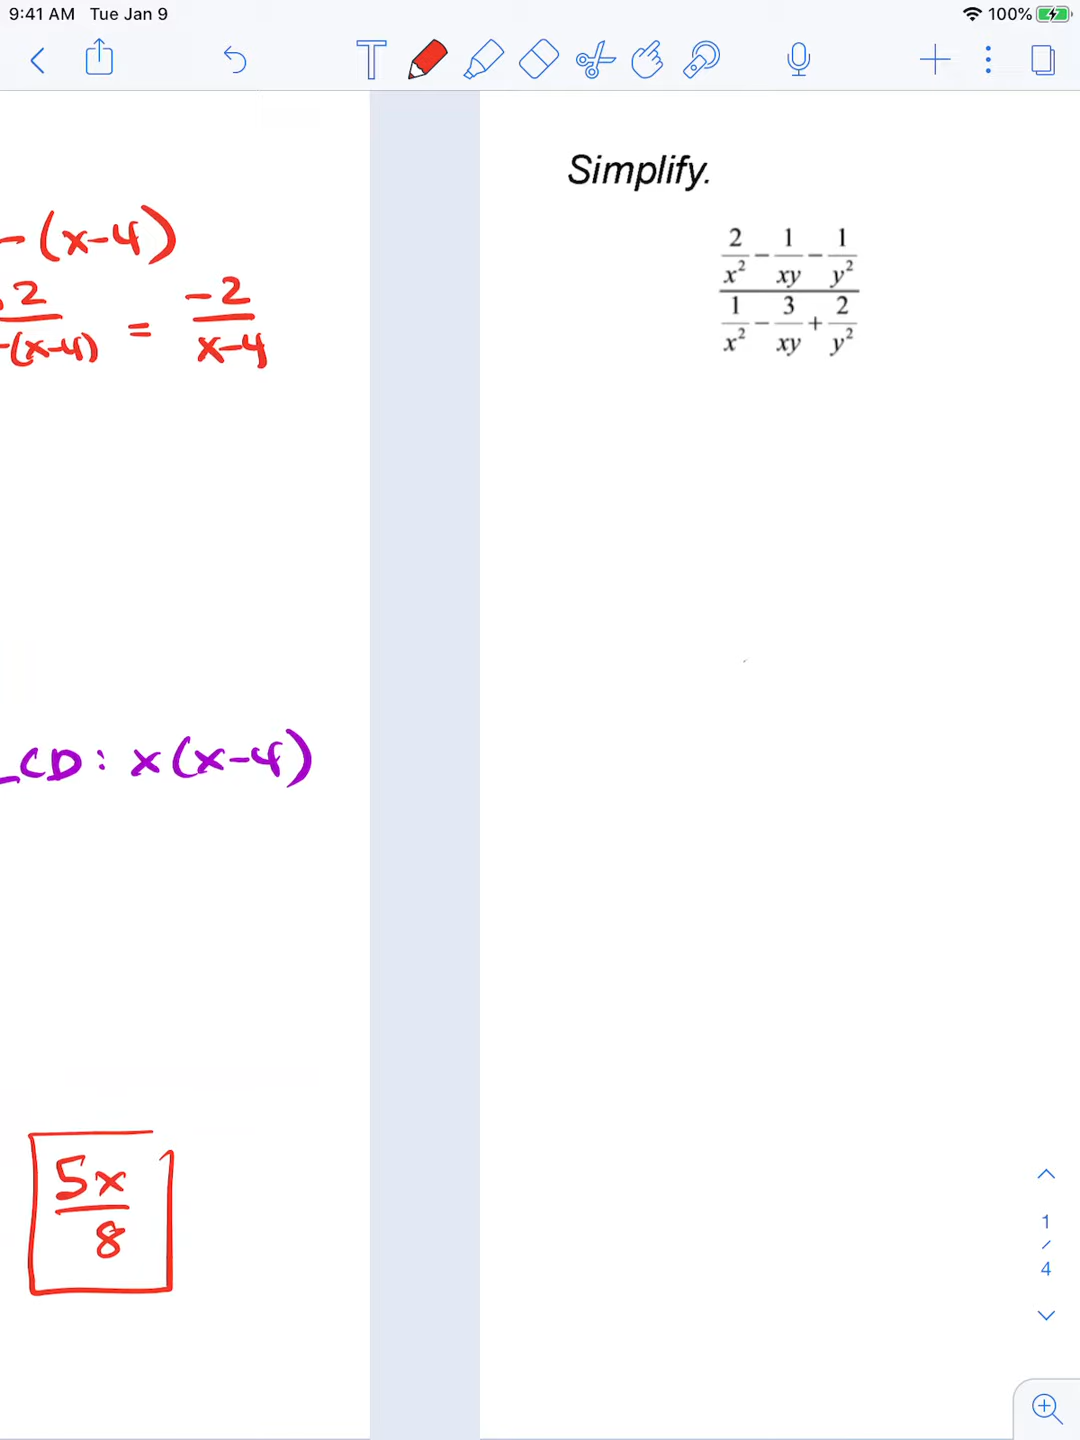 9:41 AM Tue Jan 9
100%
-(x-4)
2
-(x-4)
=
-2
x-4
CD: x(x-4)
5x
8
Simplify.
2/x² - 1/xy - 1/y²
1/x² - 3/xy + 2/y²
1
/
4